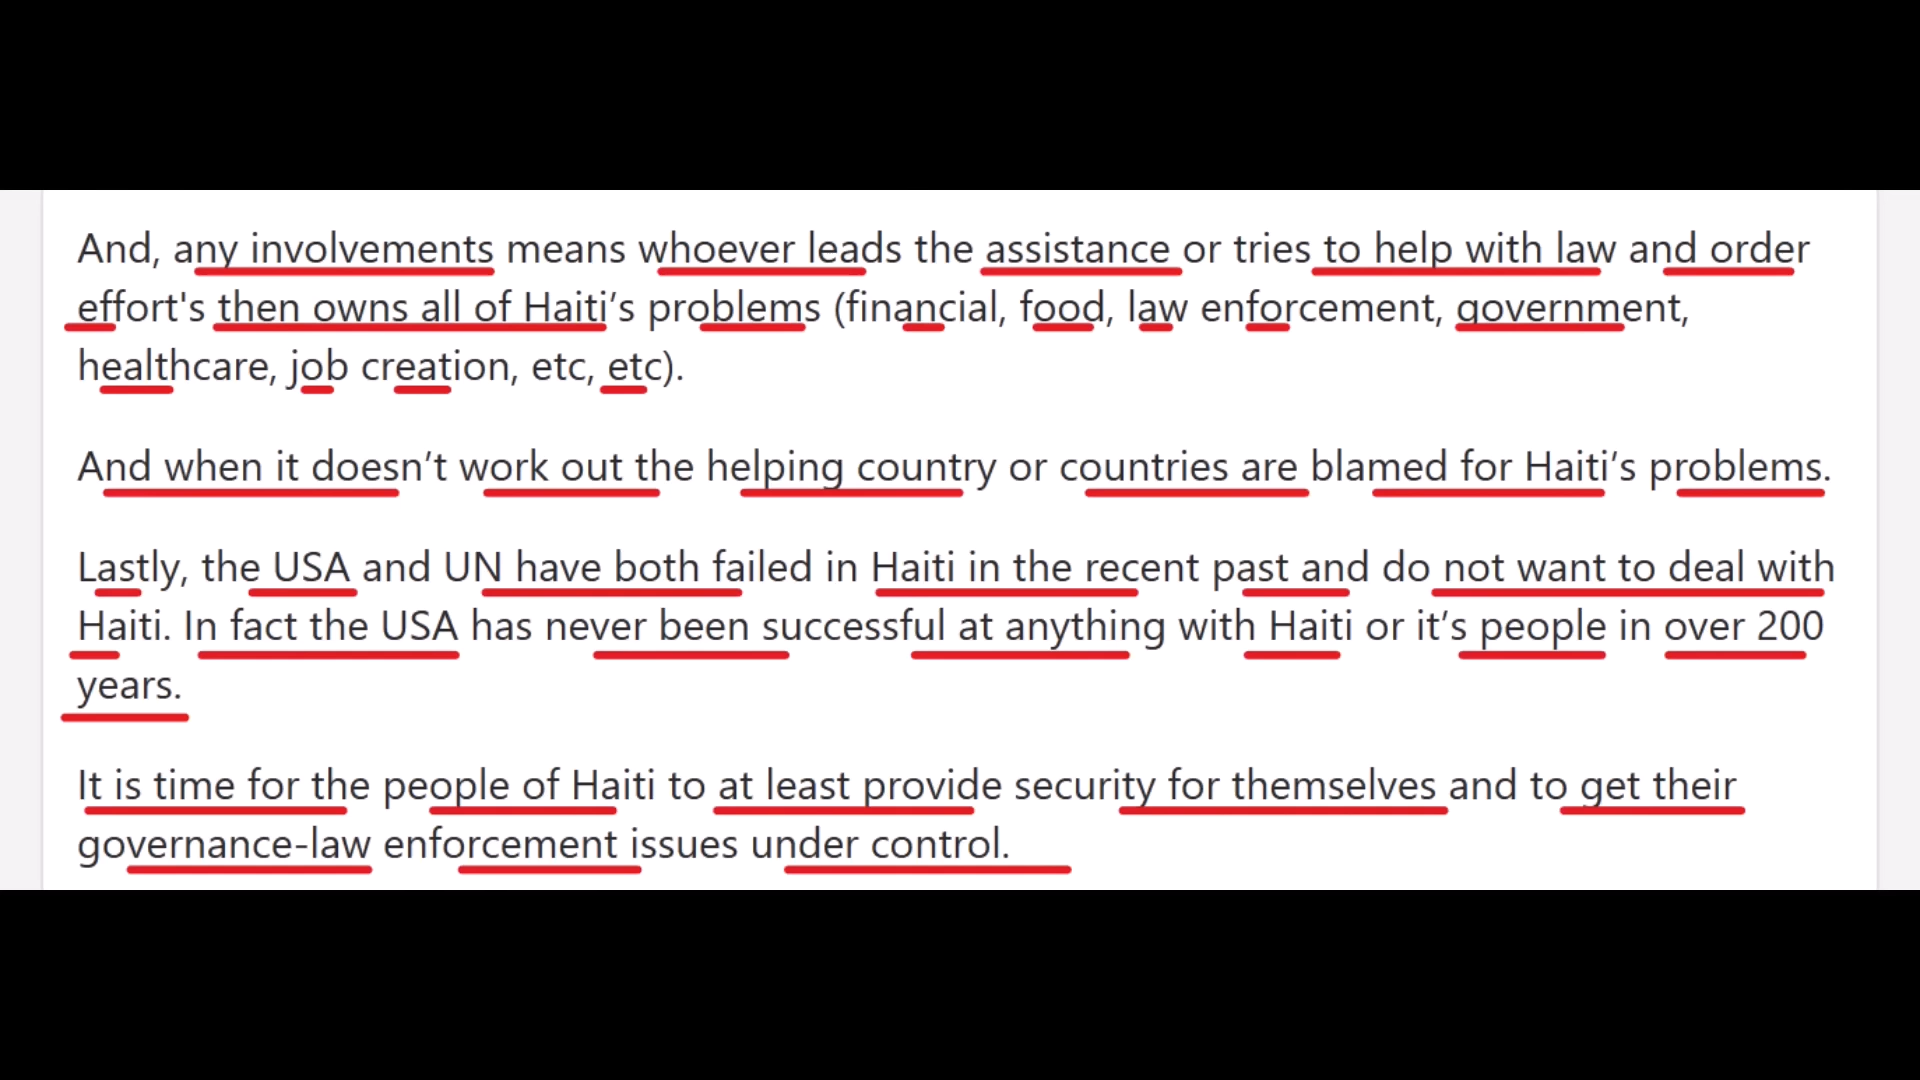 And, any involvements means whoever leads the assistance or tries to help with law and order
effort's then owns all of Haiti’s problems (financial, food, law enforcement, government,
healthcare, job creation, etc, etc).
And when it doesn’t work out the helping country or countries are blamed for Haiti’s problems.
Lastly, the USA and UN have both failed in Haiti in the recent past and do not want to deal with
Haiti. In fact the USA has never been successful at anything with Haiti or it’s people in over 200
years.
It is time for the people of Haiti to at least provide security for themselves and to get their
governance-law enforcement issues under control.